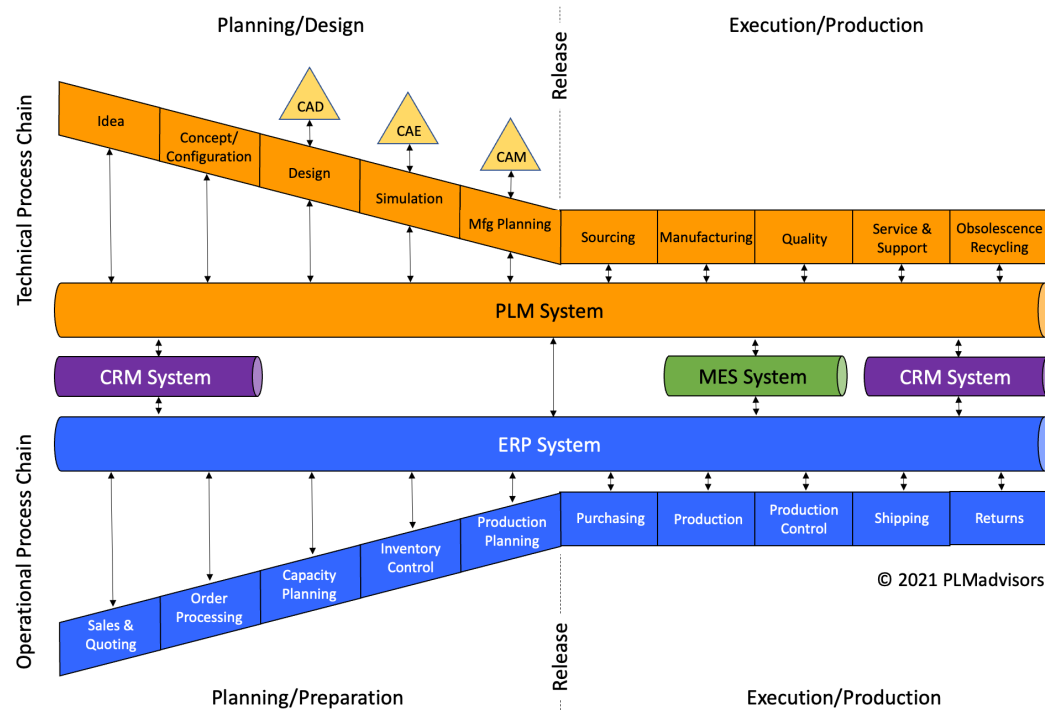 Planning/Design
Execution/Production
Release
Technical Process Chain
CAD
CAE
CAM
Idea
Concept/
Configuration
Design
Simulation
Mfg Planning
Sourcing
Manufacturing
Quality
Service &
Support
Obsolescence
Recycling
PLM System
CRM System
MES System
CRM System
ERP System
Operational Process Chain
Sales &
Quoting
Order
Processing
Capacity
Planning
Inventory
Control
Production
Planning
Purchasing
Production
Production
Control
Shipping
Returns
© 2021 PLMadvisors
Release
Planning/Preparation
Execution/Production